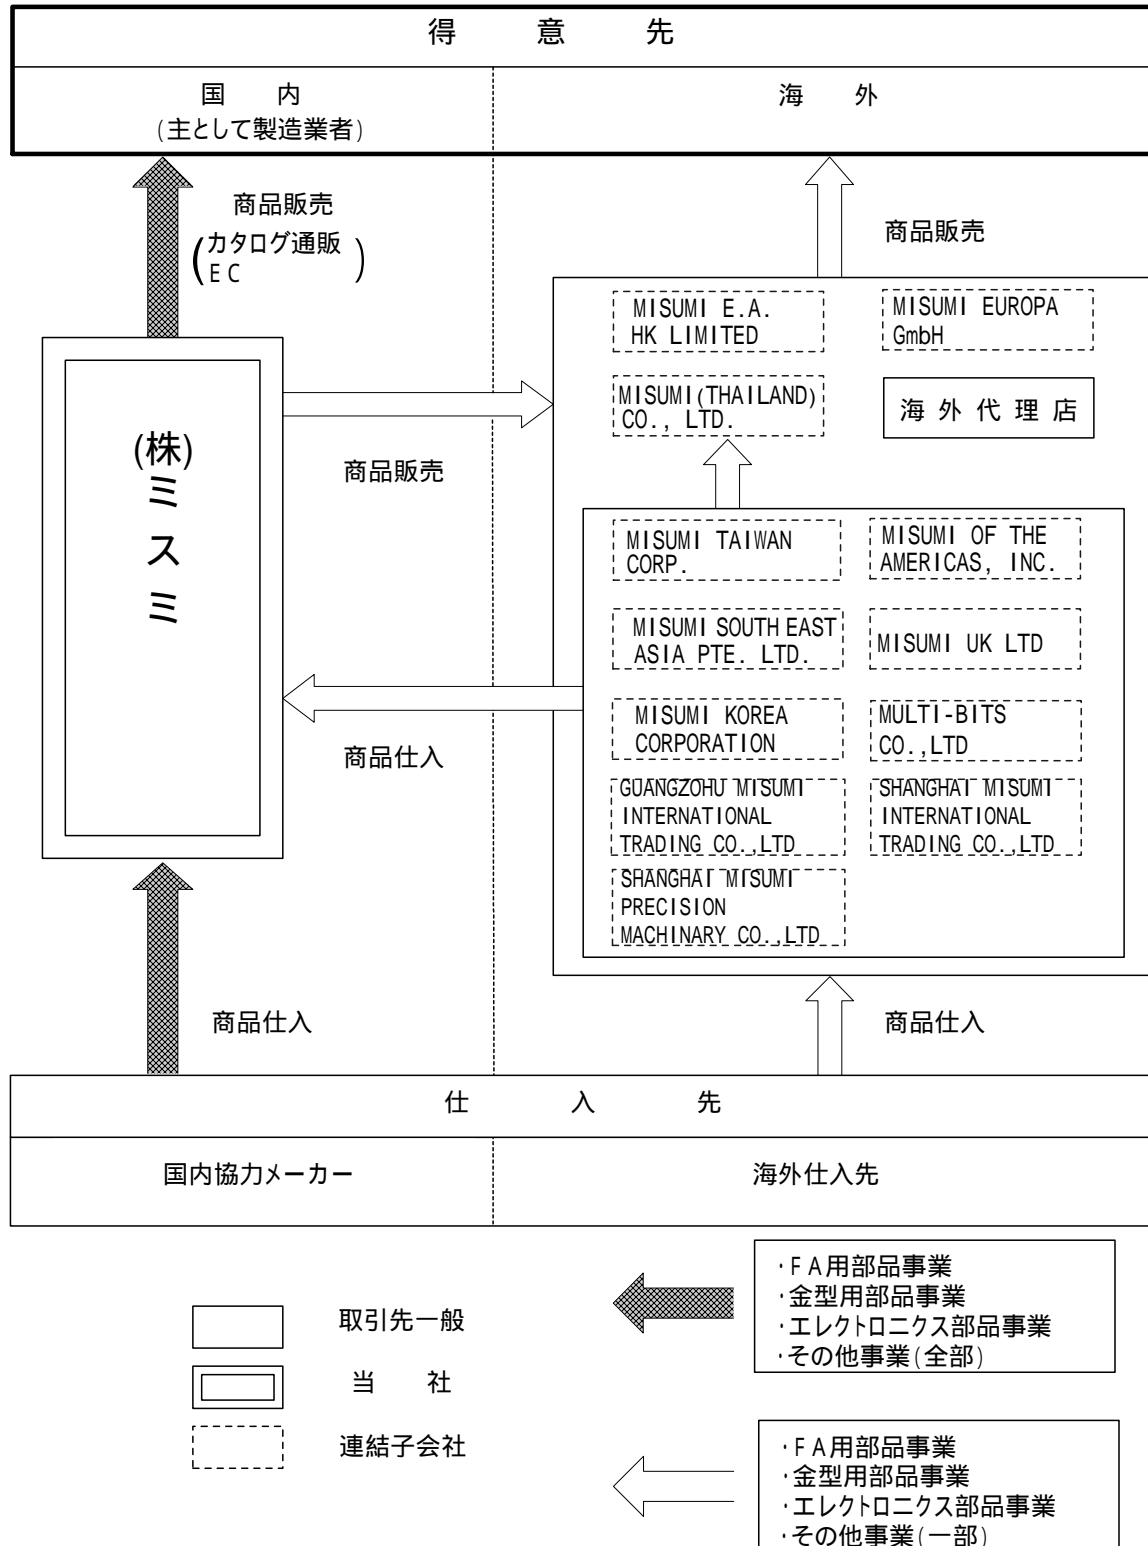 得意先
国内
(主として製造業者)
海外
商品販売
(カタログ通販
EC)
商品販売
MISUMI E.A.
HK LIMITED
MISUMI EUROPA
GmbH
MISUMI(THAILAND)
CO., LTD.
海外代理店
(株)ミスミ
商品販売
MISUMI TAIWAN
CORP.
MISUMI OF THE
AMERICAS, INC.
MISUMI SOUTH EAST
ASIA PTE. LTD.
MISUMI UK LTD
MISUMI KOREA
CORPORATION
MULTI-BITS
CO.,LTD
商品仕入
GUANGZOHU MISUMI
INTERNATIONAL
TRADING CO.,LTD
SHANGHAI MISUMI
INTERNATIONAL
TRADING CO.,LTD
SHANGHAI MISUMI
PRECISION
MACHINARY CO.,LTD
商品仕入
商品仕入
仕入先
国内協力メーカー
海外仕入先
取引先一般
当社
連結子会社
・FA用部品事業
・金型用部品事業
・エレクトロニクス部品事業
・その他事業(全部)
・FA用部品事業
・金型用部品事業
・エレクトロニクス部品事業
・その他事業(一部)